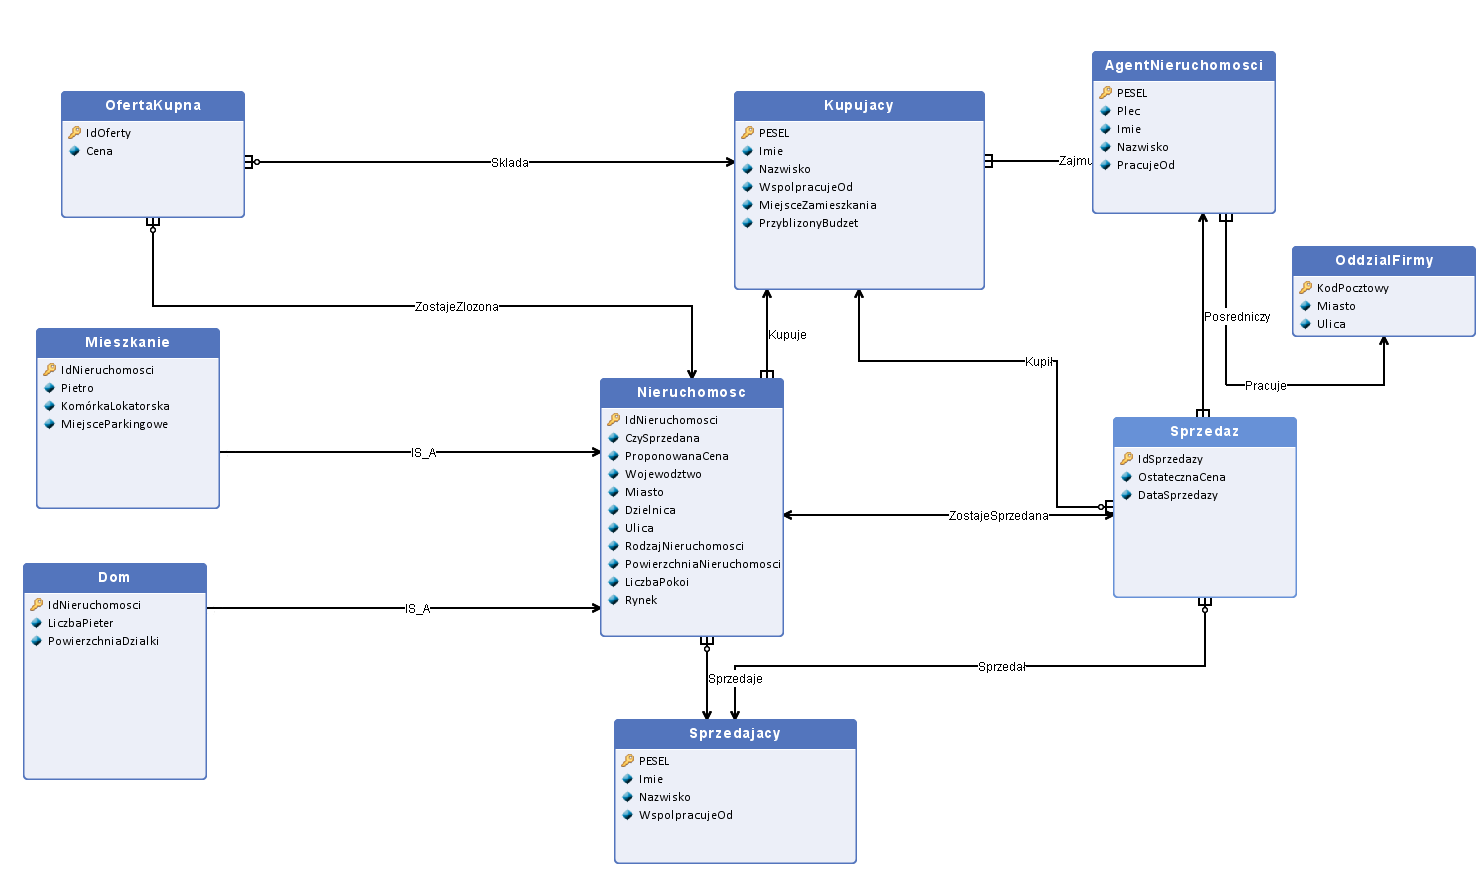 OfertaKupna
IdOferty
Cena
Sklada
Kupujacy
PESEL
Imie
Nazwisko
WspolpracujeOd
MiejsceZamieszkania
PrzyblizonyBudzet
Zajmu
AgentNieruchomosci
PESEL
Plec
Imie
Nazwisko
PracujeOd
OddzialFirmy
KodPocztowy
Miasto
Ulica
ZostajeZlozona
Kupuje
Posredniczy
Kupił
Pracuje
Mieszkanie
IdNieruchomosci
Pietro
KomórkaLokatorska
MiejsceParkingowe
IS_A
Nieruchomosc
IdNieruchomosci
CzySprzedana
ProponowanaCena
Wojewodztwo
Miasto
Dzielnica
Ulica
RodzajNieruchomosci
PowierzchniaNieruchomosci
LiczbaPokoi
Rynek
Sprzedaz
IdSprzedazy
OstatecznaCena
DataSprzedazy
ZostajeSprzedana
Dom
IdNieruchomosci
LiczbaPieter
PowierzchniaDzialki
IS_A
Sprzedaje
Sprzedał
Sprzedajacy
PESEL
Imie
Nazwisko
WspolpracujeOd